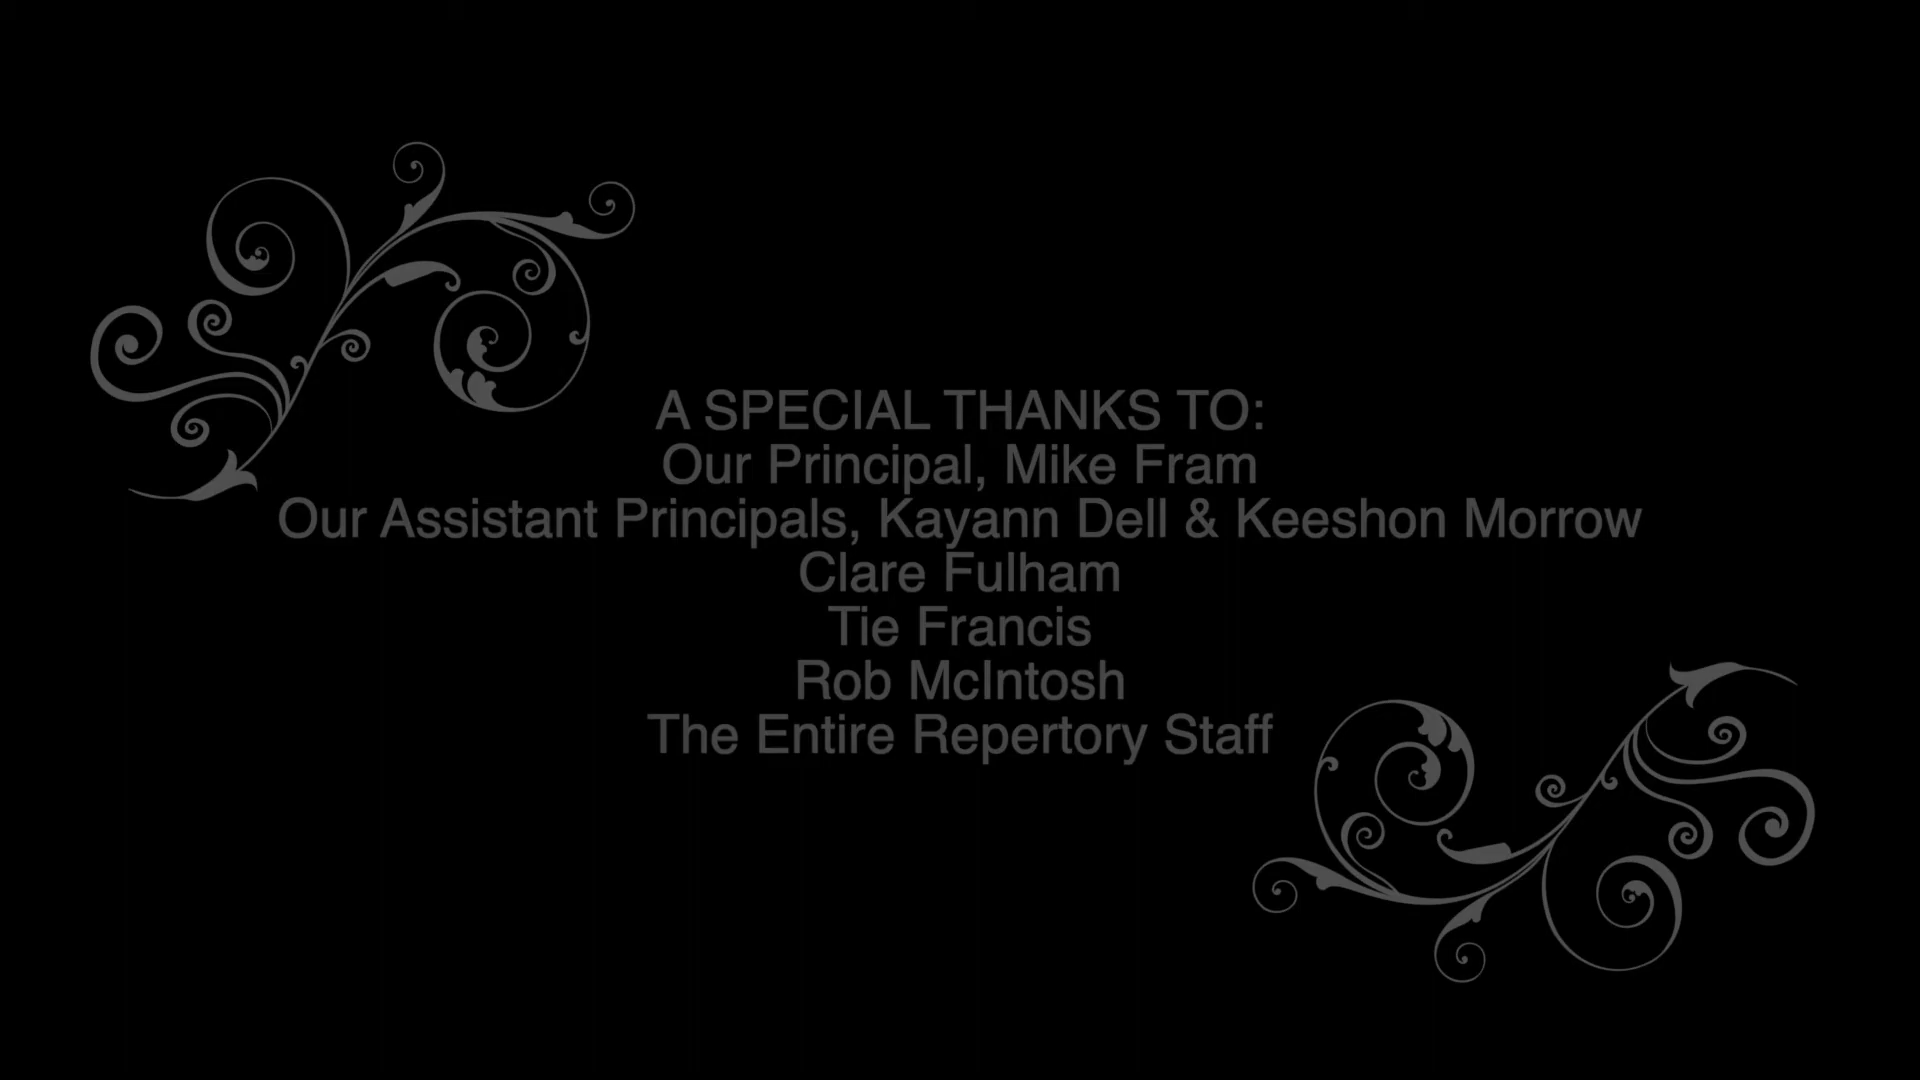 A SPECIAL THANKS TO:
Our Principal, Mike Fram
Our Assistant Principals, Kayann Dell & Keeshon Morrow
Clare Fulham
Tie Francis
Rob McIntosh
The Entire Repertory Staff